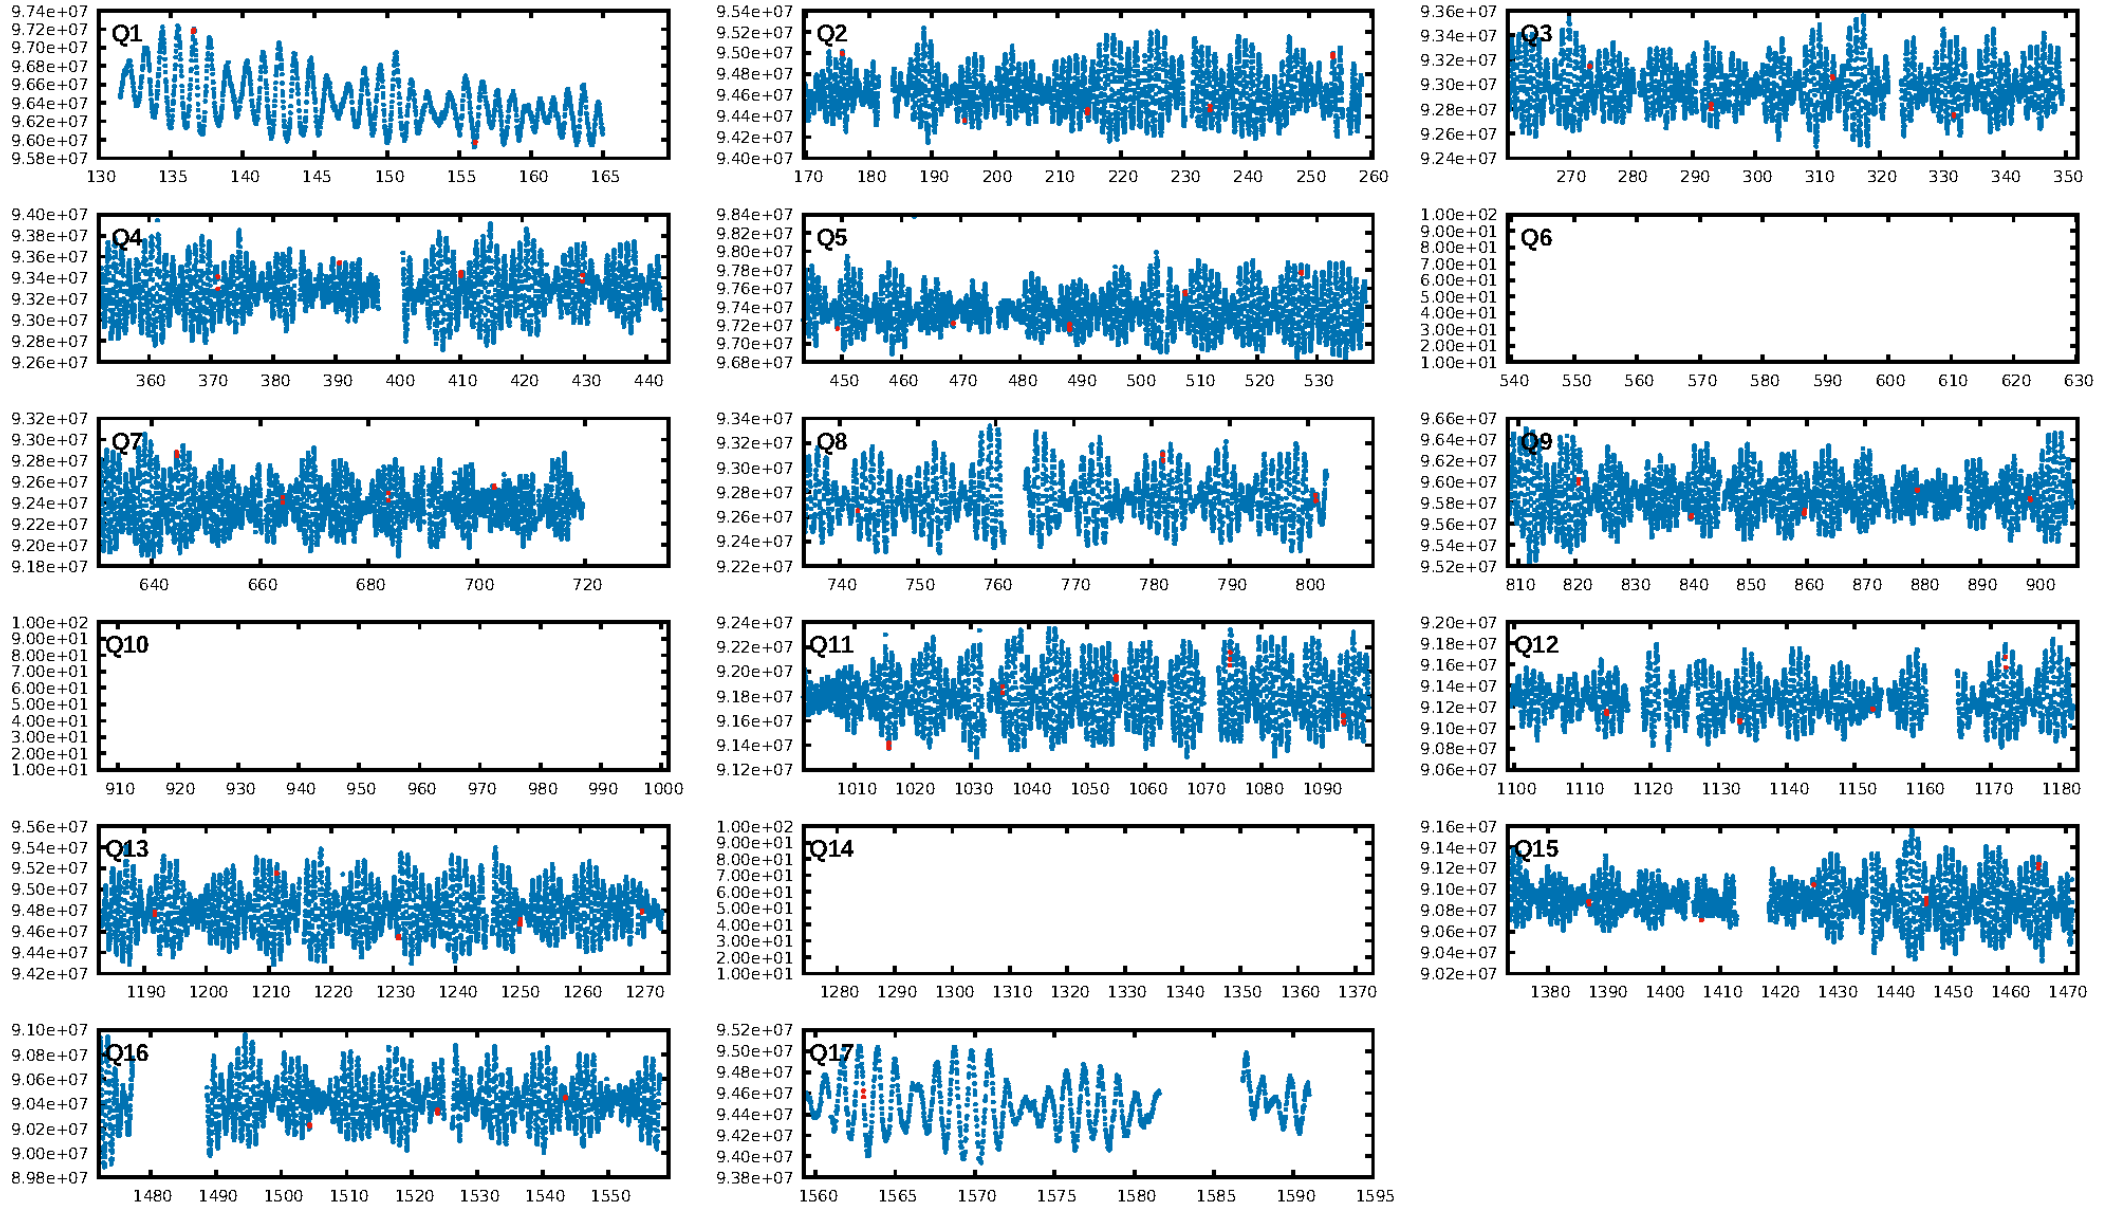 9.74e+07
9.72e+07
9.70e+07
9.68e+07
9.66e+07
9.64e+07
9.62e+07
9.60e+07
9.58e+07
Q1
130 135 140 145 150 155 160 165
9.54e+07
9.52e+07
9.50e+07
9.48e+07
9.46e+07
9.44e+07
9.42e+07
9.40e+07
Q2
170 180 190 200 210 220 230 240 250 260
9.36e+07
9.34e+07
9.32e+07
9.30e+07
9.28e+07
9.26e+07
9.24e+07
Q3
270 280 290 300 310 320 330 340 350
9.40e+07
9.38e+07
9.36e+07
9.34e+07
9.32e+07
9.30e+07
9.28e+07
9.26e+07
Q4
360 370 380 390 400 410 420 430 440
9.84e+07
9.82e+07
9.80e+07
9.78e+07
9.76e+07
9.74e+07
9.72e+07
9.70e+07
9.68e+07
Q5
450 460 470 480 490 500 510 520 530
1.00e+02
9.00e+01
8.00e+01
7.00e+01
6.00e+01
5.00e+01
4.00e+01
3.00e+01
2.00e+01
1.00e+01
Q6
540 550 560 570 580 590 600 610 620 630
9.32e+07
9.30e+07
9.28e+07
9.26e+07
9.24e+07
9.22e+07
9.20e+07
9.18e+07
Q7
640 660 680 700 720
9.34e+07
9.32e+07
9.30e+07
9.28e+07
9.26e+07
9.24e+07
9.22e+07
Q8
740 750 760 770 780 790 800
9.66e+07
9.64e+07
9.62e+07
9.60e+07
9.58e+07
9.56e+07
9.54e+07
9.52e+07
Q9
810 820 830 840 850 860 870 880 890 900
1.00e+02
9.00e+01
8.00e+01
7.00e+01
6.00e+01
5.00e+01
4.00e+01
3.00e+01
2.00e+01
1.00e+01
Q10
910 920 930 940 950 960 970 980 990 1000
9.24e+07
9.22e+07
9.20e+07
9.18e+07
9.16e+07
9.14e+07
9.12e+07
Q11
1010 1020 1030 1040 1050 1060 1070 1080 1090
9.20e+07
9.18e+07
9.16e+07
9.14e+07
9.12e+07
9.10e+07
9.08e+07
9.06e+07
Q12
1100 1110 1120 1130 1140 1150 1160 1170 1180
9.56e+07
9.54e+07
9.52e+07
9.50e+07
9.48e+07
9.46e+07
9.44e+07
9.42e+07
Q13
1190 1200 1210 1220 1230 1240 1250 1260 1270
1.00e+02
9.00e+01
8.00e+01
7.00e+01
6.00e+01
5.00e+01
4.00e+01
3.00e+01
2.00e+01
1.00e+01
Q14
1280 1290 1300 1310 1320 1330 1340 1350 1360 1370
9.16e+07
9.14e+07
9.12e+07
9.10e+07
9.08e+07
9.06e+07
9.04e+07
9.02e+07
Q15
1380 1390 1400 1410 1420 1430 1440 1450 1460 1470
9.10e+07
9.08e+07
9.06e+07
9.04e+07
9.02e+07
9.00e+07
8.98e+07
Q16
1480 1490 1500 1510 1520 1530 1540 1550
9.52e+07
9.50e+07
9.48e+07
9.46e+07
9.44e+07
9.42e+07
9.40e+07
9.38e+07
Q17
1560 1565 1570 1575 1580 1585 1590 1595